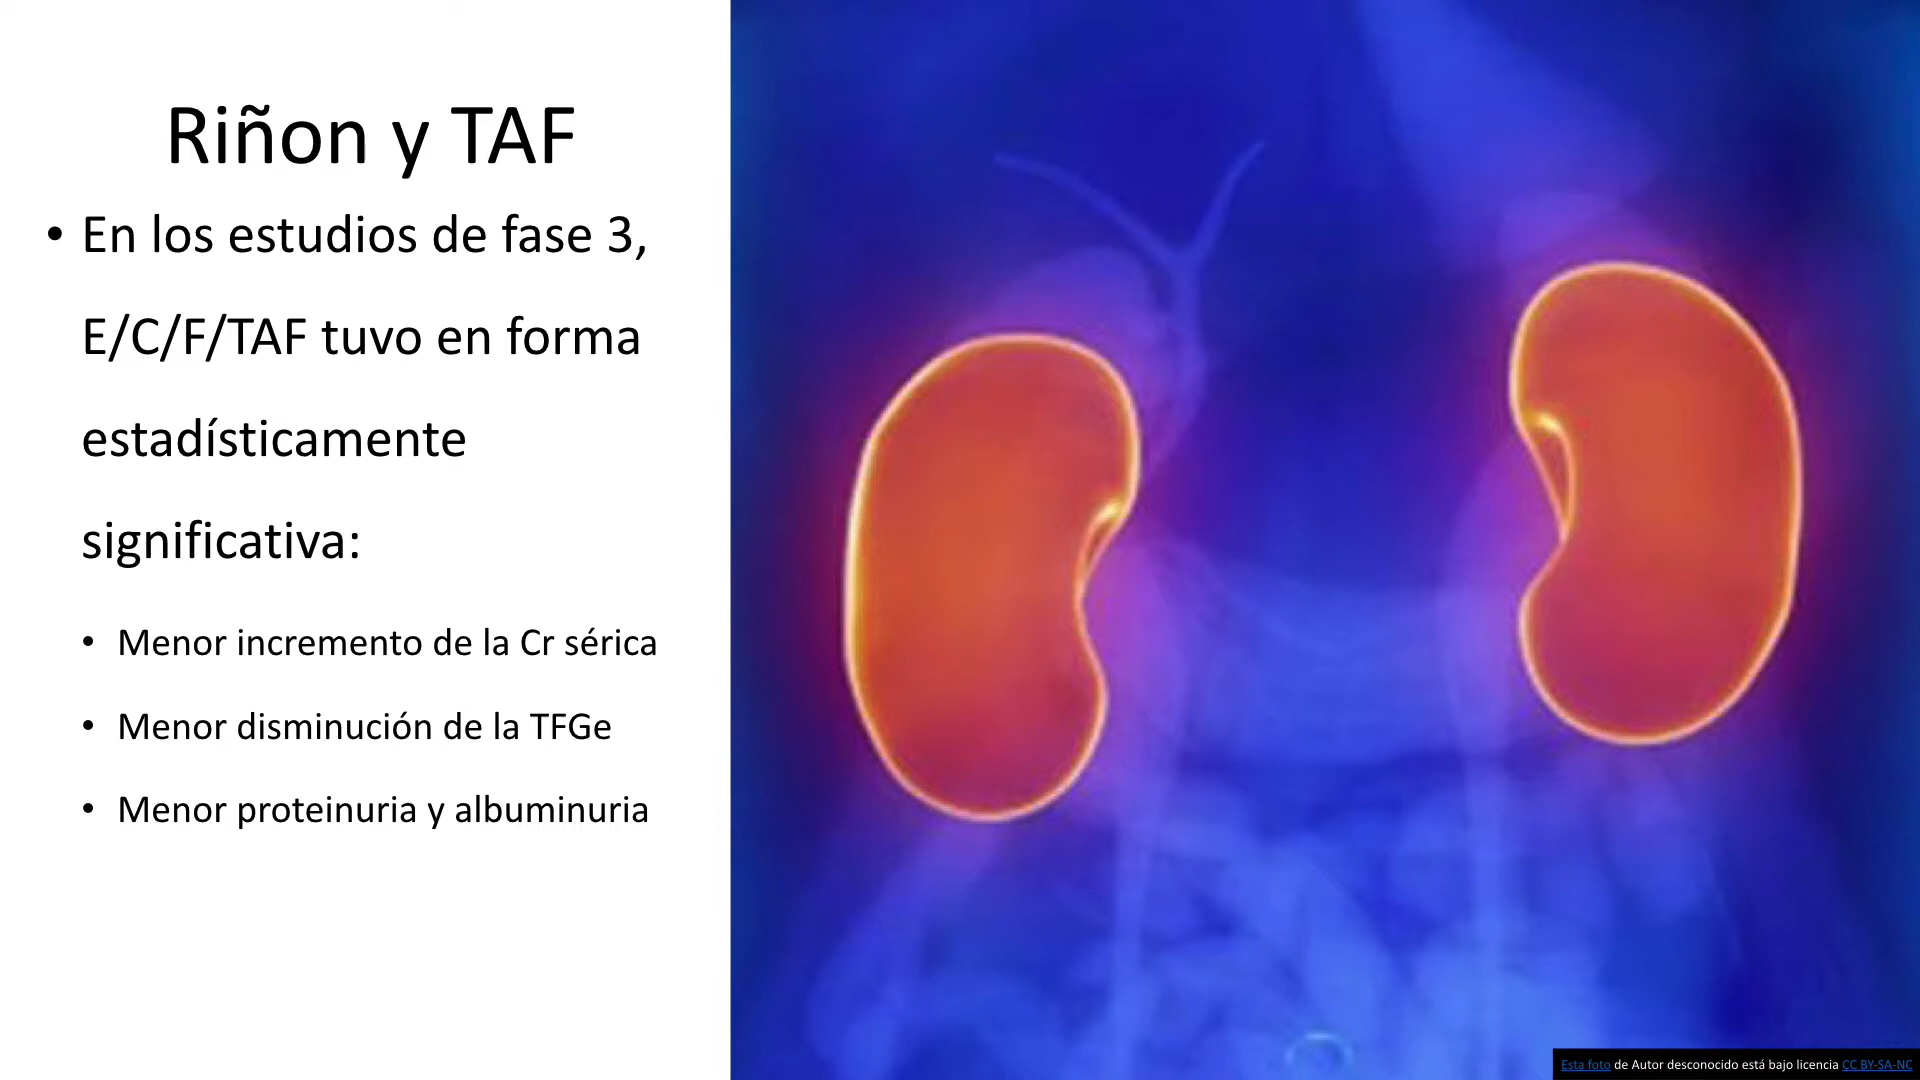 Riñon y TAF
• En los estudios de fase 3,
E/C/F/TAF tuvo en forma
estadísticamente
significativa:
• Menor incremento de la Cr sérica
• Menor disminución de la TFGe
• Menor proteinuria y albuminuria
Esta foto de Autor desconocido está bajo licencia CC BY-SA-NC